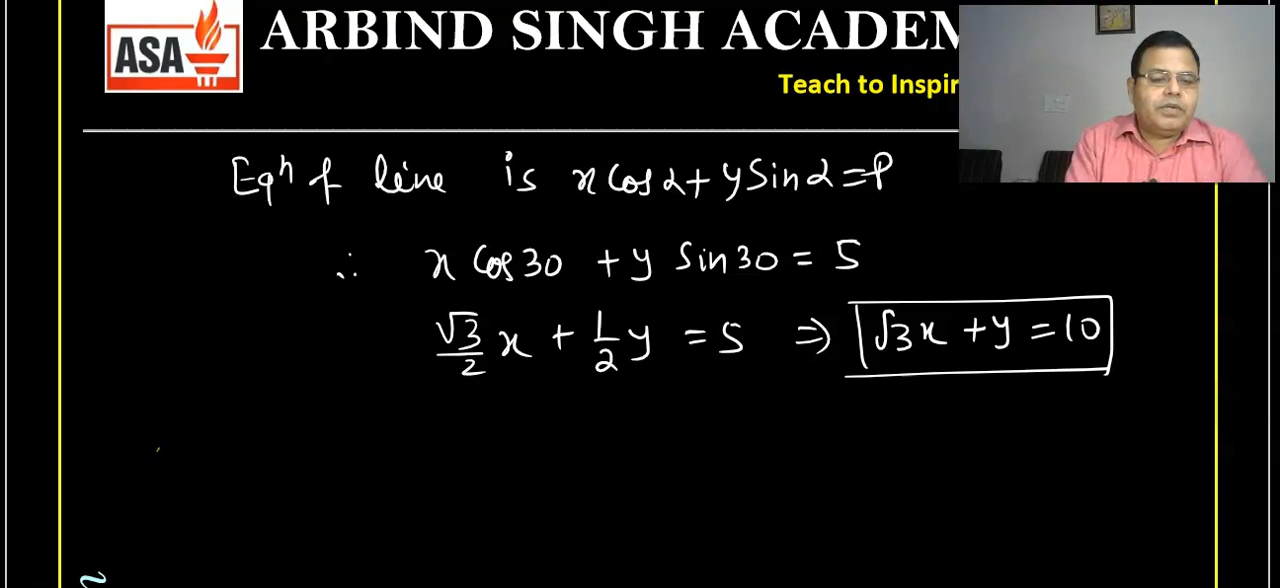 ASA
ARBIND SINGH ACADEM
Teach to Inspir
Eqn of line is x cos α + y Sin α = P
∴ x cos 30 + y Sin 30 = 5
√3/2 x + 1/2 y = 5 ⇒ √3x + y = 10